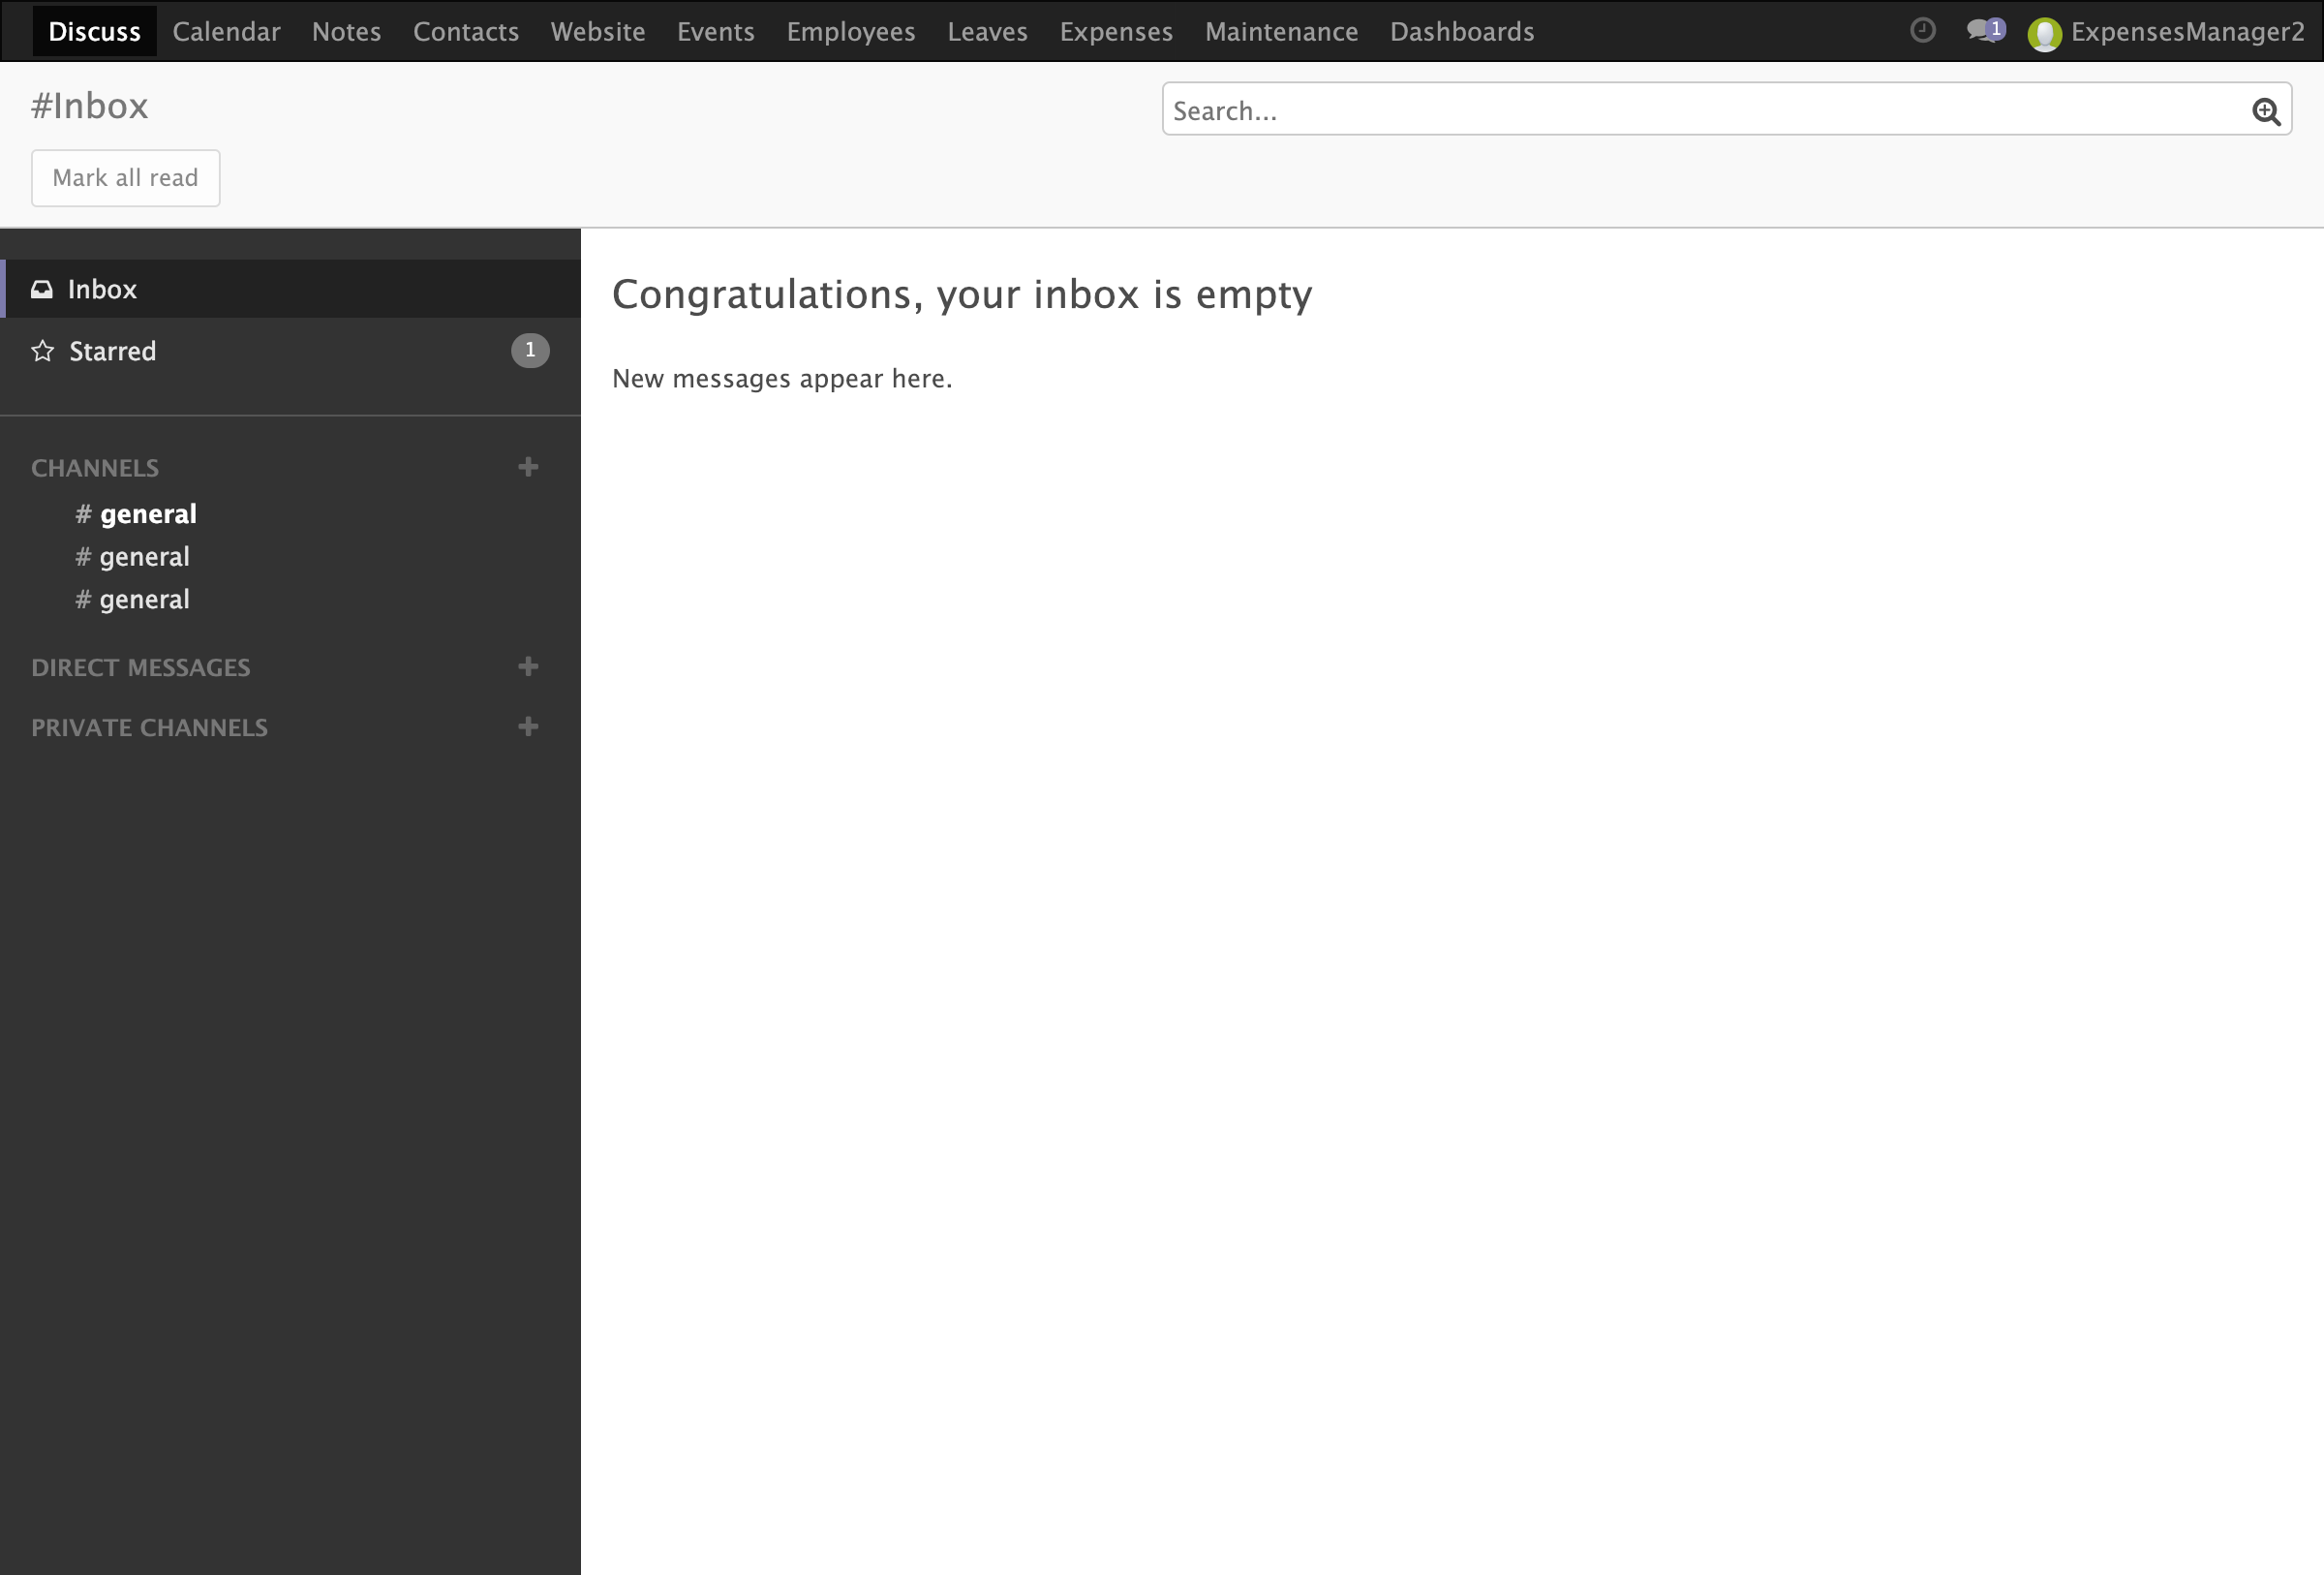 Discuss Calendar Notes Contacts Website Events Employees Leaves Expenses Maintenance Dashboards 1 ExpensesManager2
#Inbox
Search...
Mark all read
Inbox
Starred 1
CHANNELS
# general
# general
# general
DIRECT MESSAGES
PRIVATE CHANNELS
Congratulations, your inbox is empty
New messages appear here.